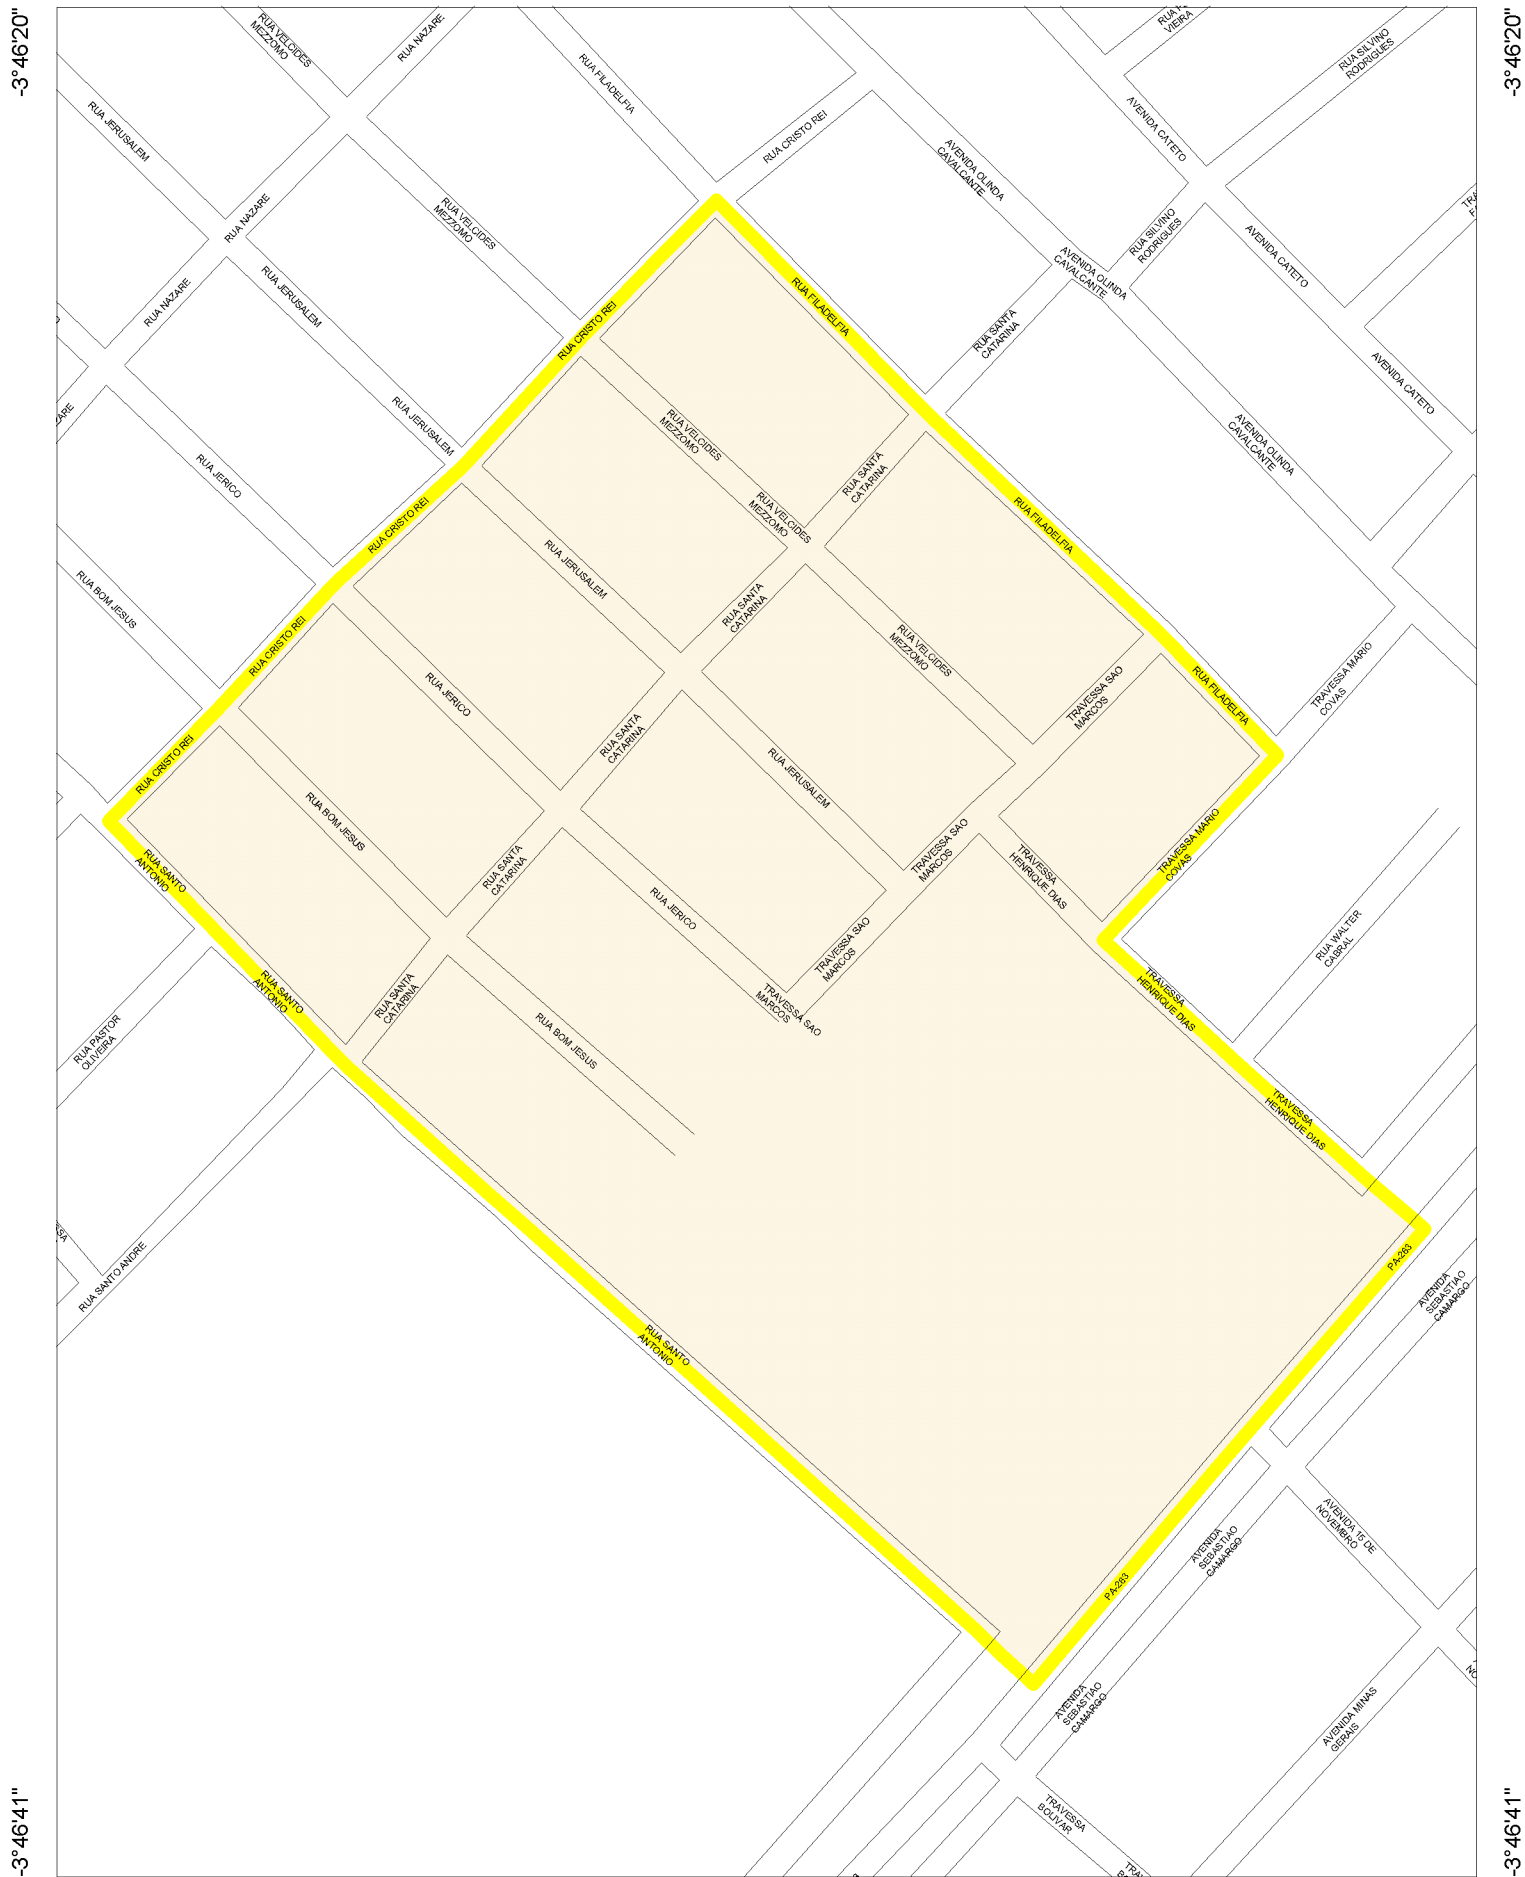 -3°46'20"
-3°46'20"
RUA VELCIDES
MEZZOMO
RUA NAZARE
RUA FILADELFIA
VIEIRA
RUA SILVINO
RODRIGUES
RUA JERUSALEM
RUA CRISTO REI
AVENIDA CATETO
AVENIDA OLINDA
CAVALCANTE
RUA NAZARE
RUA VELCIDES
MEZZOMO
RUA SILVINO
RODRIGUES
AVENIDA CATETO
RUA NAZARE
RUA JERUSALEM
AVENIDA OLINDA
CAVALCANTE
RUA FILADELFIA
RUA CRISTO REI
RUA SANTA
CATARINA
AVENIDA CATETO
RUA JERUSALEM
RUA VELCIDES
MEZZOMO
AVENIDA OLINDA
CAVALCANTE
RUA JERICO
RUA SANTA
CATARINA
RUA CRISTO REI
RUA VELCIDES
MEZZOMO
RUA FILADELFIA
RUA JERUSALEM
RUA BOM JESUS
RUA SANTA
CATARINA
RUA CRISTO REI
RUA VELCIDES
MEZZOMO
TRAVESSA MARIO
COVAS
RUA JERICO
TRAVESSA SAO
MARCOS
RUA FILADELFIA
RUA SANTA
CATARINA
RUA CRISTO REI
RUA JERUSALEM
RUA BOM JESUS
TRAVESSA SAO
MARCOS
TRAVESSA MARIO
COVAS
RUA SANTO
ANTONIO
RUA SANTA
CATARINA
TRAVESSA
HENRIQUE DIAS
RUA JERICO
TRAVESSA SAO
MARCOS
RUA WALTER
CABRAL
RUA SANTO
ANTONIO
RUA SANTA
CATARINA
TRAVESSA SAO
MARCOS
TRAVESSA
HENRIQUE DIAS
RUA PASTOR
OLIVEIRA
RUA BOM JESUS
TRAVESSA
HENRIQUE DIAS
RUA SANTO ANDRE
PA-263
AVENIDA
SEBASTIAO
CAMARGO
RUA SANTO
ANTONIO
AVENIDA 15 DE
NOVEMBRO
AVENIDA
SEBASTIAO
CAMARGO
PA-263
AVENIDA
SEBASTIAO
CAMARGO
AVENIDA MINAS
GERAIS
TRAVESSA
BOLIVAR
-3°46'41"
-3°46'41"